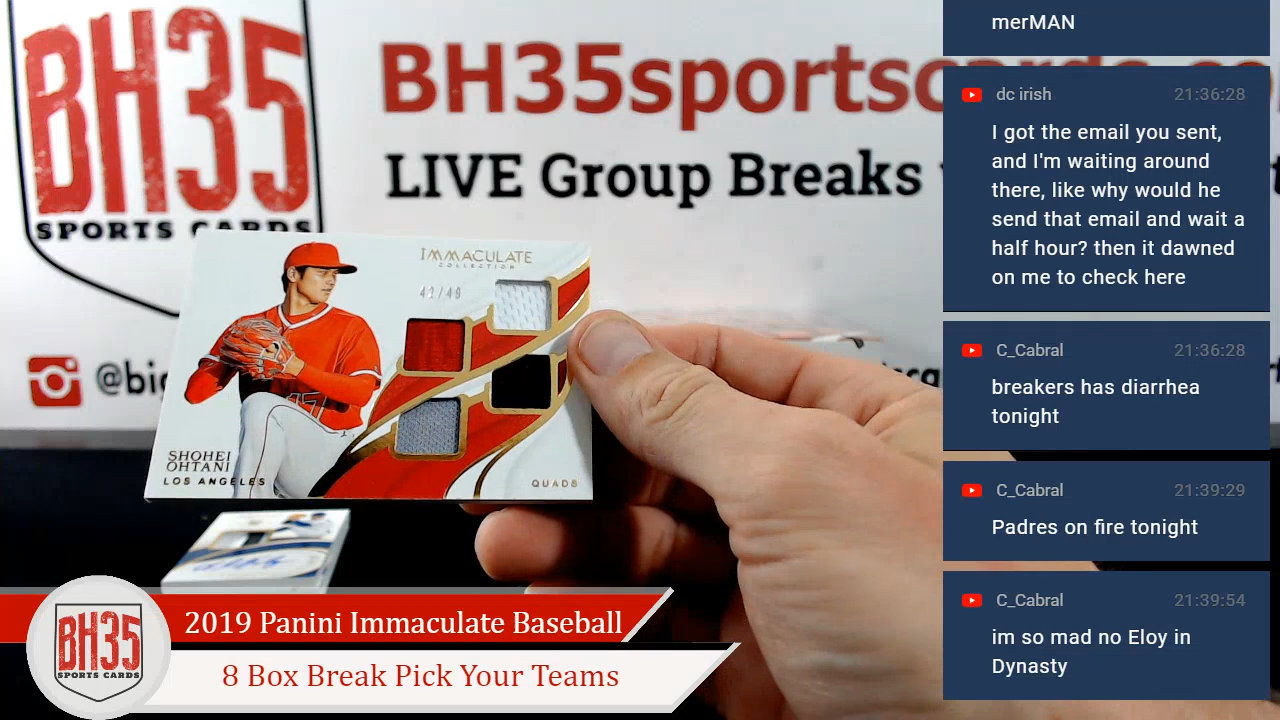 BH35
SPORTS CARDS
BH35sportscards.co
LIVE Group Breaks
@big
IMMACULATE
COLLECTION
SHOHEI
OHTANI
LOS ANGELES
QUADS
BH35
SPORTS CARDS
2019 Panini Immaculate Baseball
8 Box Break Pick Your Teams
merMAN
dc irish 21:36:28
I got the email you sent,
and I'm waiting around
there, like why would he
send that email and wait a
half hour? then it dawned
on me to check here
C_Cabral 21:36:28
breakers has diarrhea
tonight
C_Cabral 21:39:29
Padres on fire tonight
C_Cabral 21:39:54
im so mad no Eloy in
Dynasty